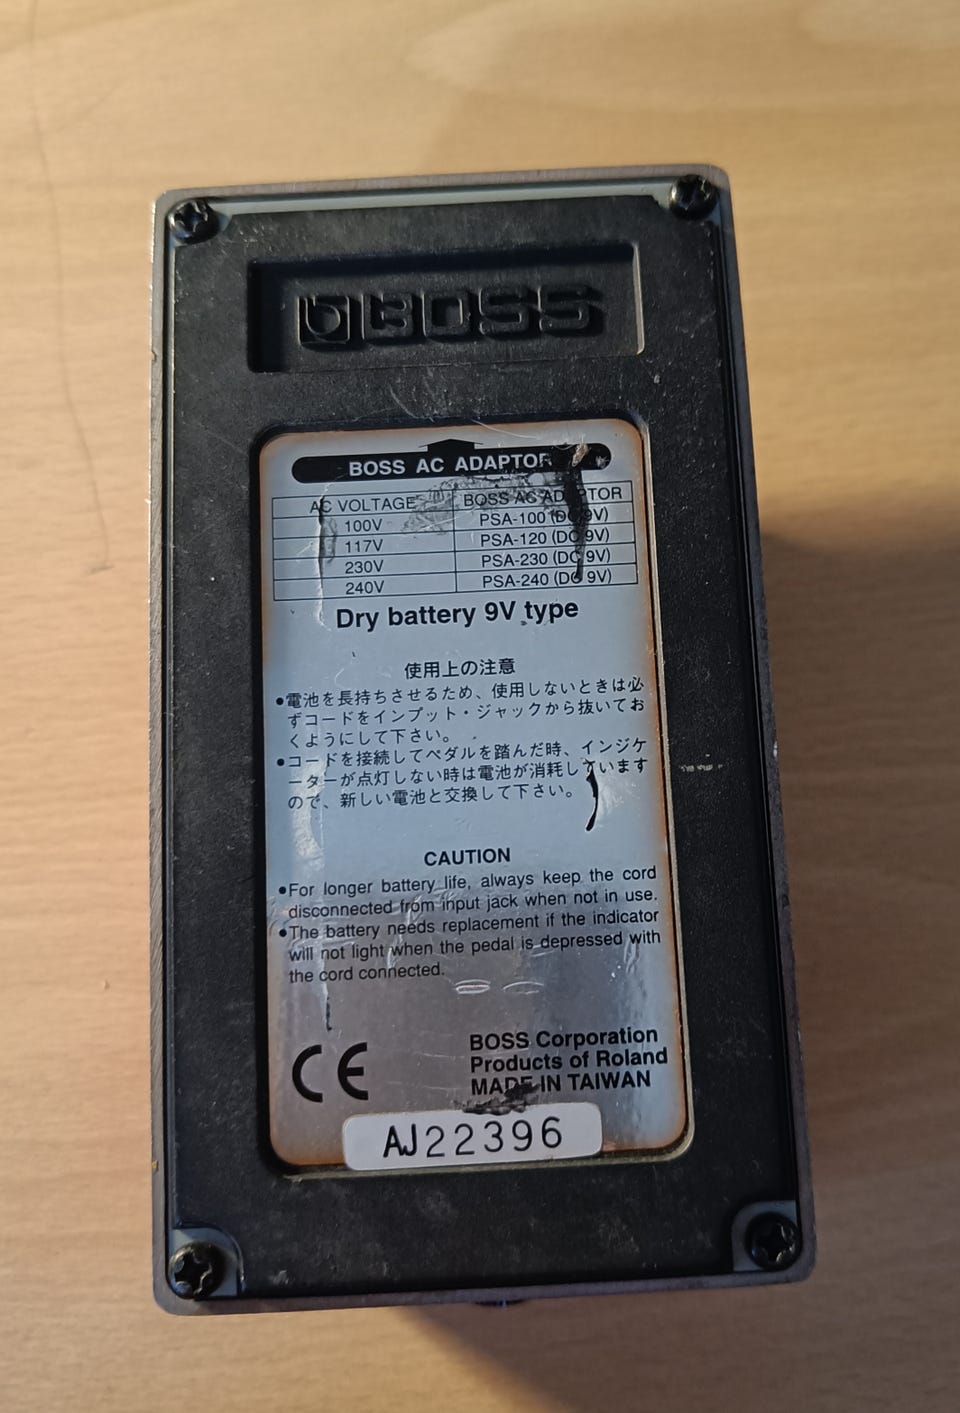 BOSS
BOSS AC ADAPTOR
AC VOLTAGE BOSS AC ADAPTOR
100V PSA-100 (DC 9V)
117V PSA-120 (DC 9V)
230V PSA-230 (DC 9V)
240V PSA-240 (DC 9V)
Dry battery 9V type
使用上の注意
●電池を長持ちさせるため、使用しないときは必
ずコードをインプット・ジャックから抜いてお
くようにして下さい。
●コードを接続してペダルを踏んだ時、インジケ
ーターが点灯しない時は電池が消耗しています
ので、新しい電池と交換して下さい。
CAUTION
●For longer battery life, always keep the cord
disconnected from input jack when not in use.
●The battery needs replacement if the indicator
will not light when the pedal is depressed with
the cord connected.
CE
BOSS Corporation
Products of Roland
MADE IN TAIWAN
AJ22396